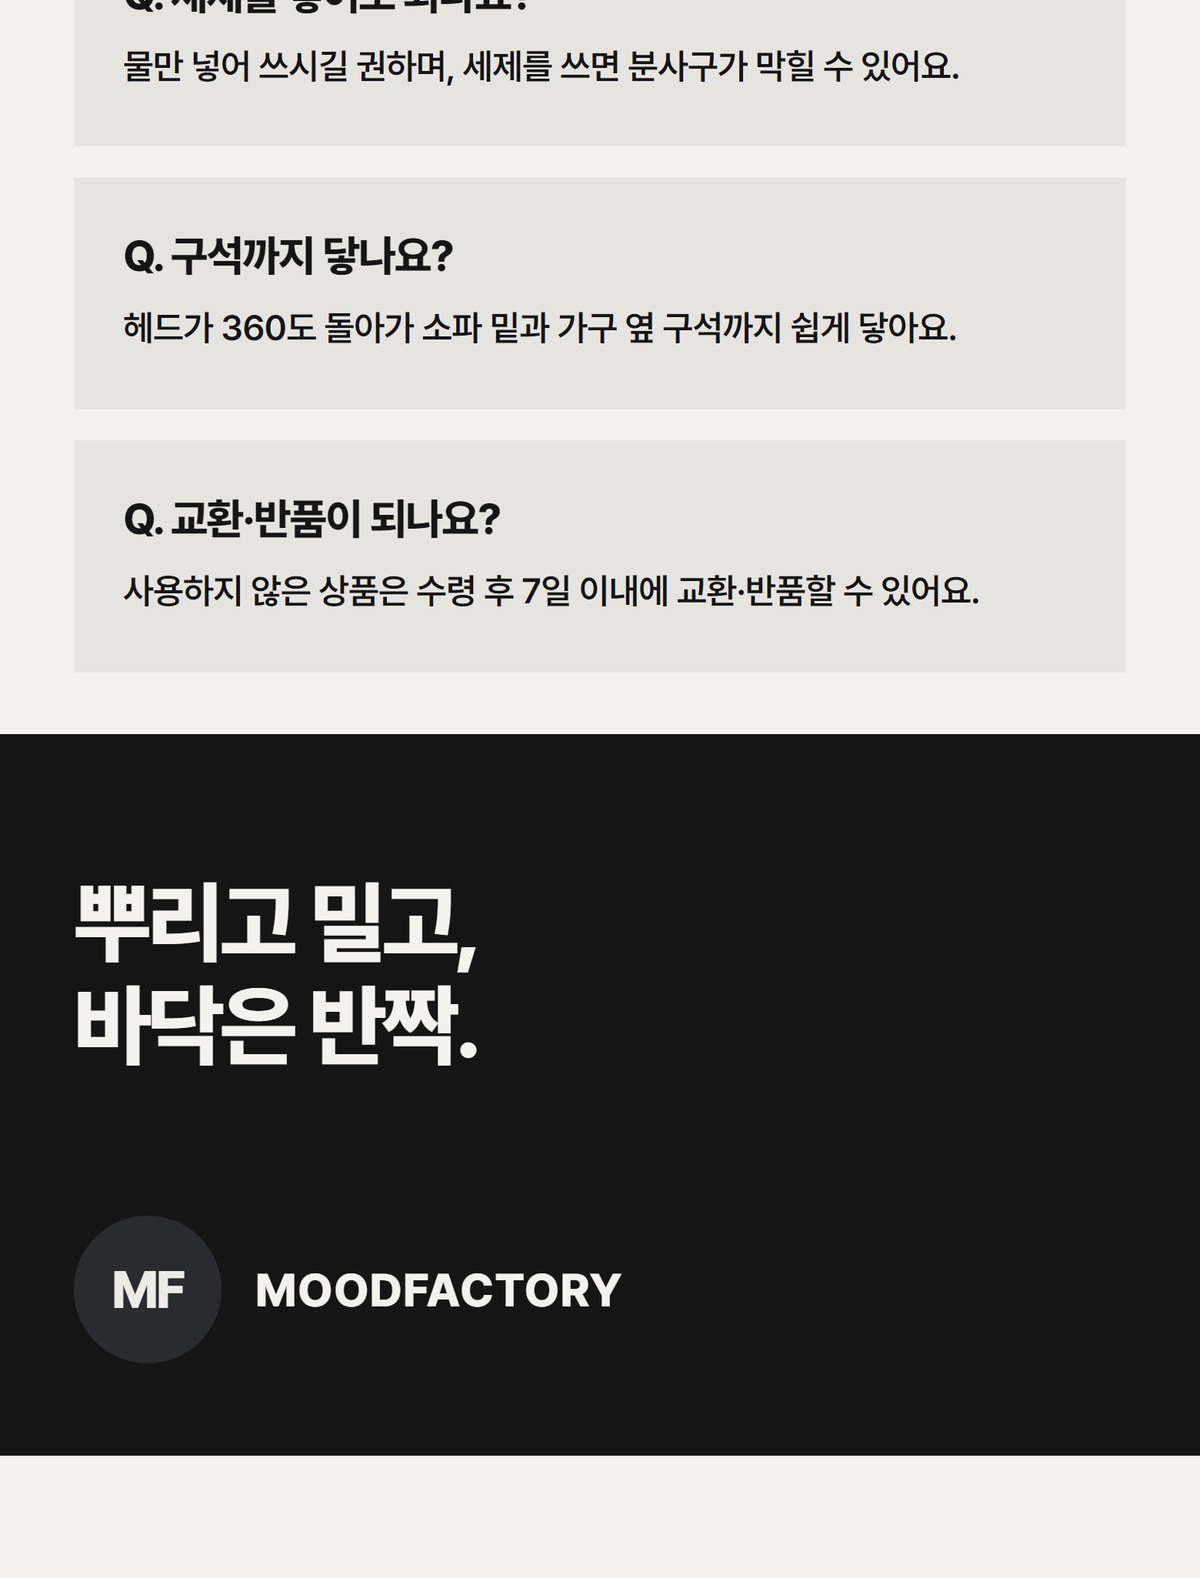 물만 넣어 쓰시길 권하며, 세제를 쓰면 분사구가 막힐 수 있어요.
Q. 구석까지 닿나요?
헤드가 360도 돌아가 소파 밑과 가구 옆 구석까지 쉽게 닿아요.
Q. 교환·반품이 되나요?
사용하지 않은 상품은 수령 후 7일 이내에 교환·반품할 수 있어요.
뿌리고 밀고,
바닥은 반짝.
MF
MOODFACTORY